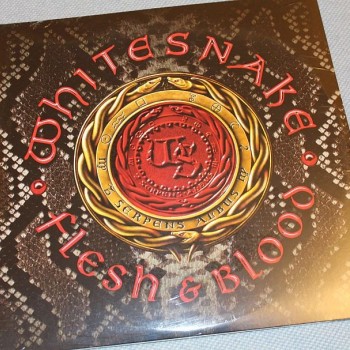 WHITESNAKE
WS
SERPENS ALBUS
FLESH & BLOOD